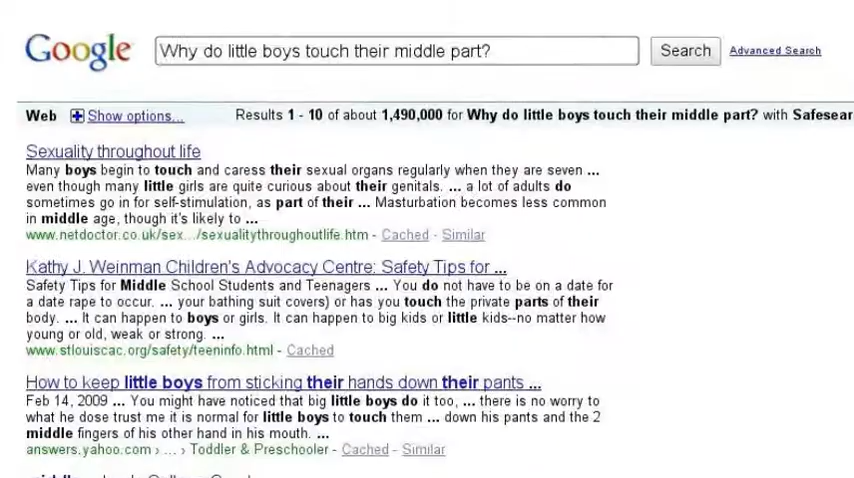 Google Why do little boys touch their middle part? Search Advanced Search
Web Show options... Results 1 - 10 of about 1,490,000 for Why do little boys touch their middle part? with Safesear
Sexuality throughout life
Many boys begin to touch and caress their sexual organs regularly when they are seven ...
even though many little girls are quite curious about their genitals. ... a lot of adults do
sometimes go in for self-stimulation, as part of their ... Masturbation becomes less common
in middle age, though it's likely to ...
www.netdoctor.co.uk/sex.../sexualitythroughoutlife.htm - Cached - Similar
Kathy J. Weinman Children's Advocacy Centre: Safety Tips for ...
Safety Tips for Middle School Students and Teenagers ... You do not have to be on a date for
a date rape to occur. ... your bathing suit covers) or has you touch the private parts of their
body. ... It can happen to boys or girls. It can happen to big kids or little kids--no matter how
young or old, weak or strong. ...
www.stlouiscac.org/safety/teeninfo.html - Cached
How to keep little boys from sticking their hands down their pants ...
Feb 14, 2009 ... You might have noticed that big little boys do it too, ... there is no worry to
what he dose trust me it is normal for little boys to touch them ... down his pants and the 2
middle fingers of his other hand in his mouth. ...
answers.yahoo.com › ... › Toddler & Preschooler - Cached - Similar